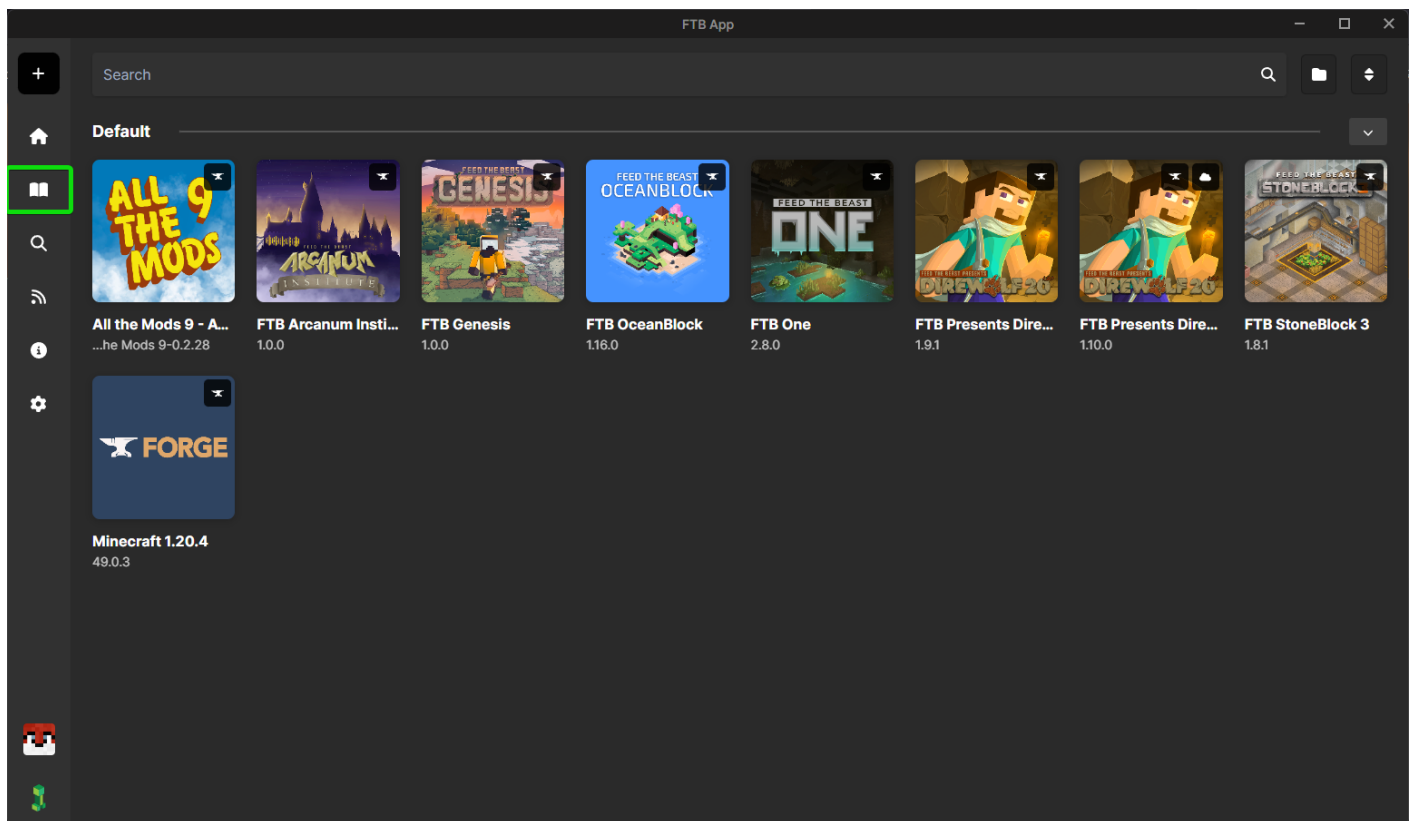 FTB App
Search
Default
ALL
THE 9
MODS
FEED THE BEAST
ARCANUM
INSTITUTE
FEED THE BEAST
GENESIS
FEED THE BEAST
OCEANBLOCK
FEED THE BEAST
ONE
FEED THE BEAST PRESENTS
DIREWOLF20
FEED THE BEAST PRESENTS
DIREWOLF20
FEED THE BEAST
STONEBLOCK
All the Mods 9 - A...
...he Mods 9-0.2.28
FTB Arcanum Insti...
1.0.0
FTB Genesis
1.0.0
FTB OceanBlock
1.16.0
FTB One
2.8.0
FTB Presents Dire...
1.9.1
FTB Presents Dire...
1.10.0
FTB StoneBlock 3
1.8.1
FORGE
Minecraft 1.20.4
49.0.3